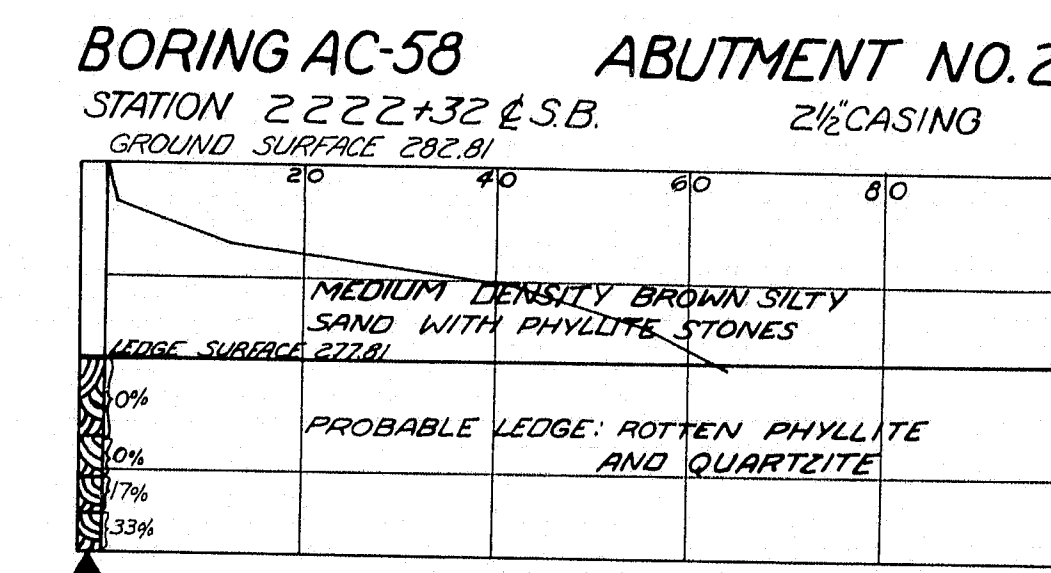 BORING AC-58 ABUTMENT NO. 2
STATION 2222+32 ℄ S.B. 2½" CASING
GROUND SURFACE 282.81
20 40 60 80
MEDIUM DENSITY BROWN SILTY
SAND WITH PHYLLITE STONES
LEDGE SURFACE 277.81
0%
PROBABLE LEDGE: ROTTEN PHYLLITE
0% AND QUARTZITE
17%
33%